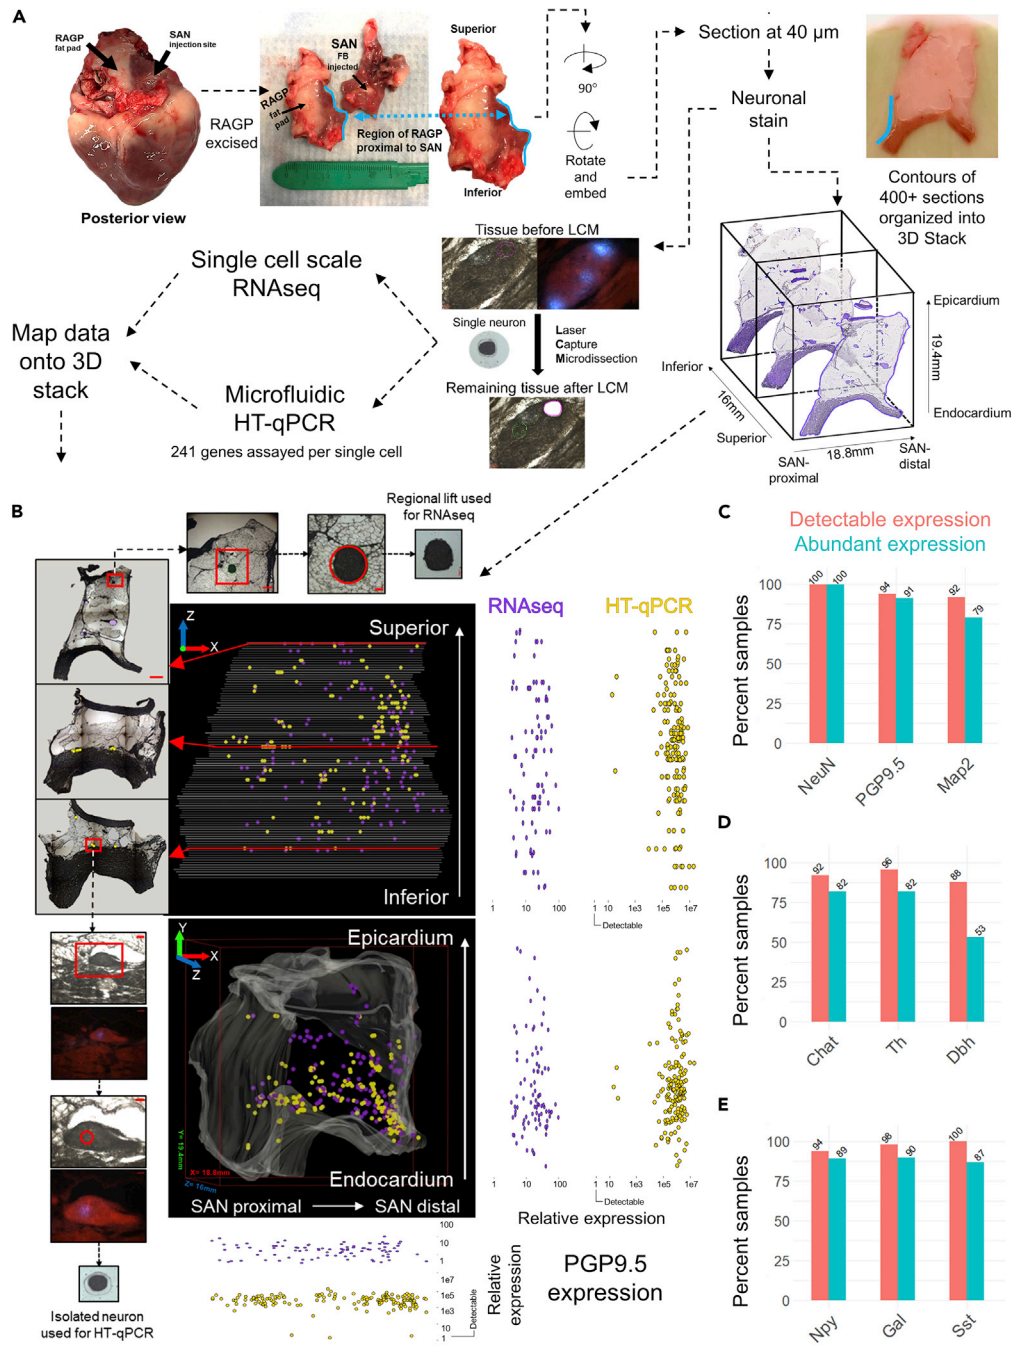 A
RAGP
fat pad
SAN
injection site
Posterior view
RAGP
excised
SAN
FB
injected
RAGP
fat
pad
Region of RAGP
proximal to SAN
Superior
Inferior
90°
Rotate
and
embed
Section at 40 µm
Neuronal
stain
Contours of
400+ sections
organized into
3D Stack
Tissue before LCM
Single neuron
Laser
Capture
Microdissection
Remaining tissue after LCM
Single cell scale
RNAseq
Microfluidic
HT-qPCR
241 genes assayed per single cell
Map data
onto 3D
stack
Epicardium
19.4mm
Endocardium
Inferior
16mm
Superior
SAN-
proximal
18.8mm
SAN-
distal
B
Regional lift used
for RNAseq
Z
X
Superior
Inferior
RNAseq
HT-qPCR
1 10 100
1 10 1e3 1e5 1e7
Detectable
Y
X
Z
Epicardium
Endocardium
Y= 19.4mm
X= 18.8mm
Z= 16mm
SAN proximal
SAN distal
1 10 100
1 10 1e3 1e5 1e7
Detectable
Relative expression
100
10
1
1e7
1e5
1e3
10
1
Detectable
Relative
expression
PGP9.5
expression
Isolated neuron
used for HT-qPCR
C
Detectable expression
Abundant expression
Percent samples
100
75
50
25
0
100 100 94 91 92 79
NeuN
PGP9.5
Map2
D
Percent samples
100
75
50
25
0
92 82 96 82 88 53
Chat
Th
Dbh
E
Percent samples
100
75
50
25
0
94 89 98 90 100 87
Npy
Gal
Sst